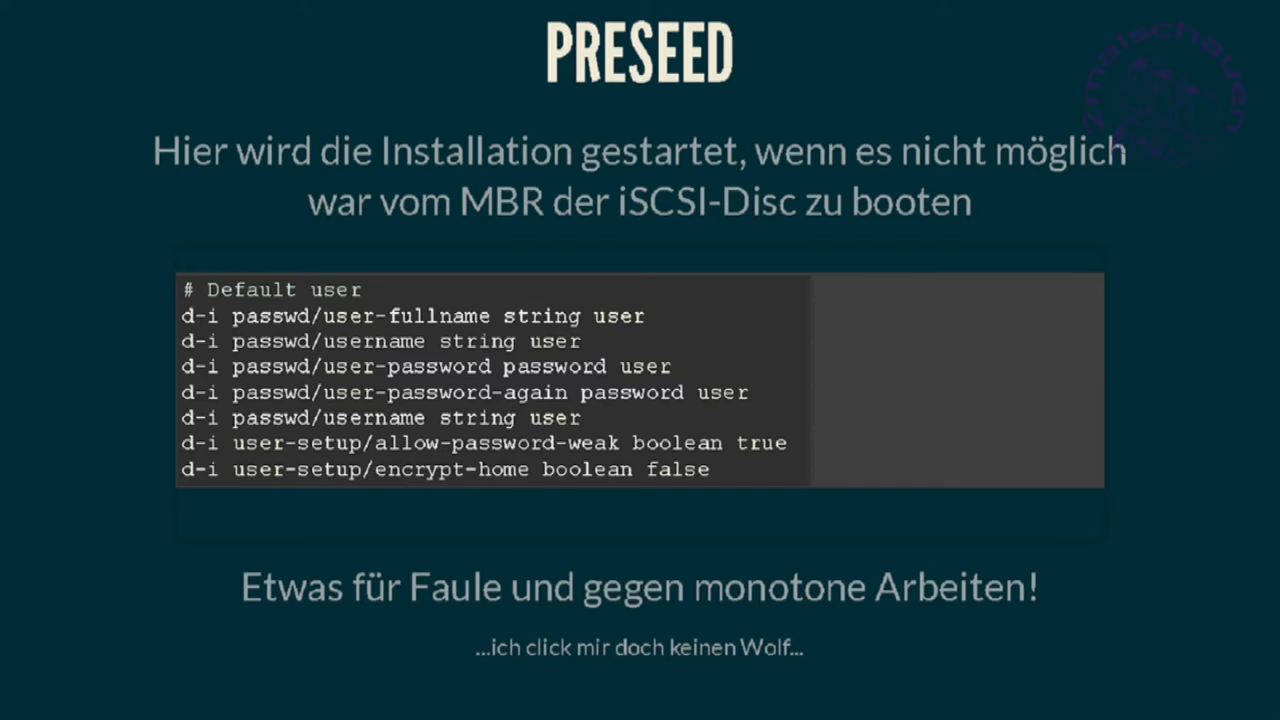 PRESEED
zmalschauen
Hier wird die Installation gestartet, wenn es nicht möglich
war vom MBR der iSCSI-Disc zu booten
# Default user
d-i passwd/user-fullname string user
d-i passwd/username string user
d-i passwd/user-password password user
d-i passwd/user-password-again password user
d-i passwd/username string user
d-i user-setup/allow-password-weak boolean true
d-i user-setup/encrypt-home boolean false
Etwas für Faule und gegen monotone Arbeiten!
...ich click mir doch keinen Wolf...